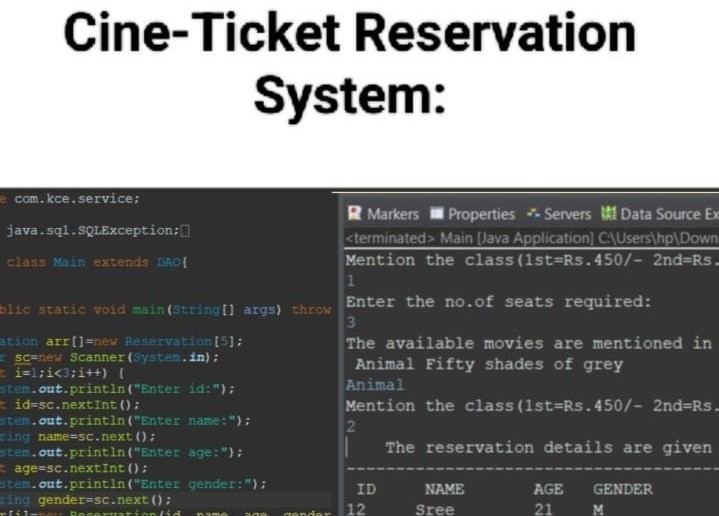 Cine-Ticket Reservation
System:
e com.kce.service;
java.sql.SQLException;
class Main extends DAO{
blic static void main(String[] args) throw
ation arr[]=new Reservation[5];
r sc=new Scanner(System.in);
t i=1;i<3;i++) {
stem.out.println("Enter id:");
t id=sc.nextInt();
stem.out.println("Enter name:");
ring name=sc.next();
stem.out.println("Enter age:");
t age=sc.nextInt();
stem.out.println("Enter gender:");
ring gender=sc.next();
r[i]=new Reservation(id, name, age, gender
Markers Properties Servers Data Source Ex
<terminated> Main [Java Application] C:\Users\hp\Down
Mention the class(1st=Rs.450/- 2nd=Rs.
1
Enter the no.of seats required:
3
The available movies are mentioned in
Animal Fifty shades of grey
Animal
Mention the class(1st=Rs.450/- 2nd=Rs.
2
The reservation details are given
--------------------------------------------
ID NAME AGE GENDER
12 Sree 21 M